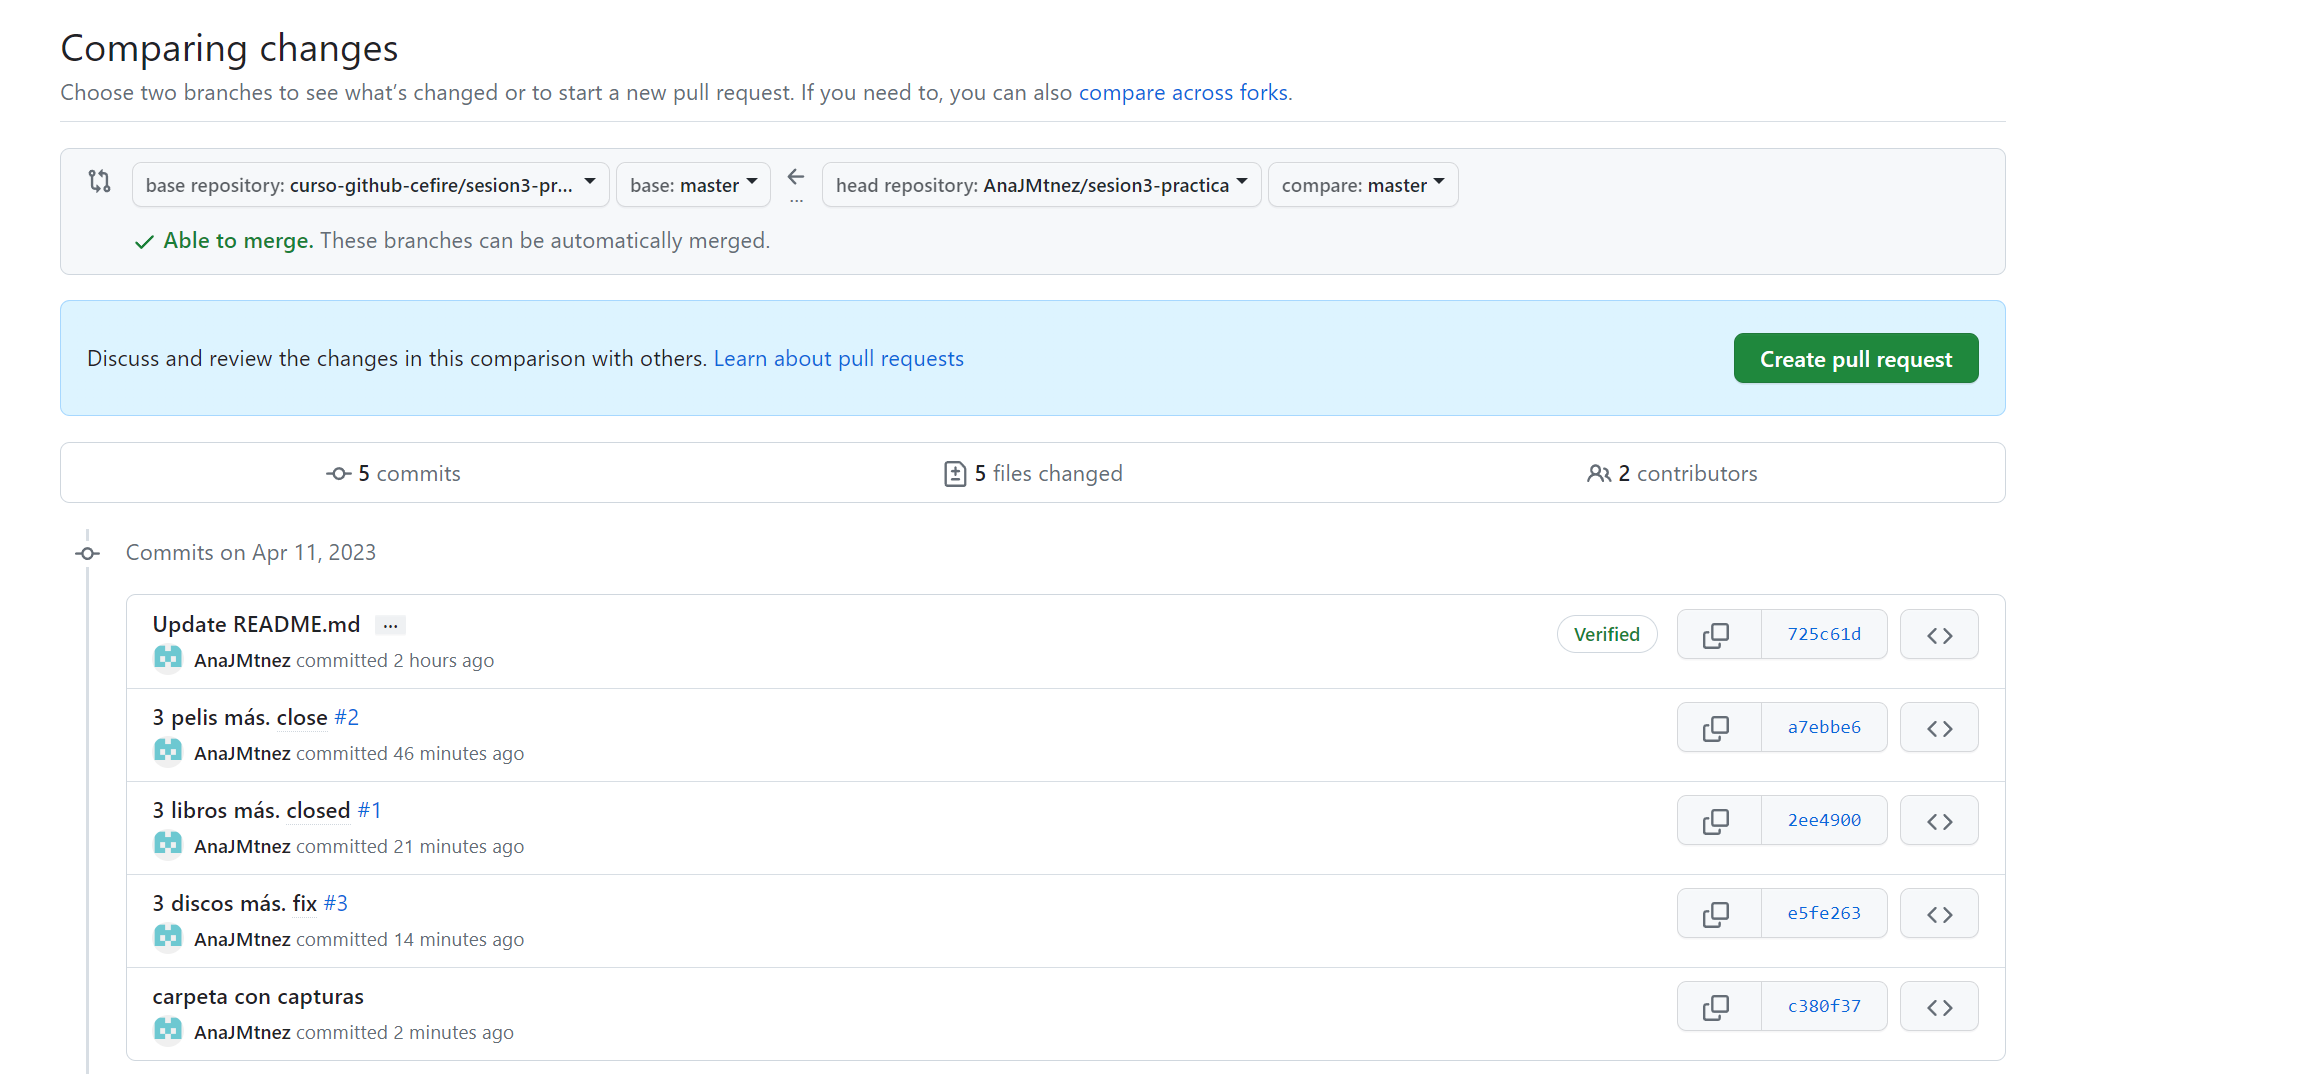 Comparing changes
Choose two branches to see what's changed or to start a new pull request. If you need to, you can also compare across forks.
base repository: curso-github-cefire/sesion3-pr... base: master ... head repository: AnaJMtnez/sesion3-practica compare: master
Able to merge. These branches can be automatically merged.
Discuss and review the changes in this comparison with others. Learn about pull requests Create pull request
5 commits 5 files changed 2 contributors
Commits on Apr 11, 2023
Update README.md ... Verified 725c61d
AnaJMtnez committed 2 hours ago
3 pelis más. close #2 a7ebbe6
AnaJMtnez committed 46 minutes ago
3 libros más. closed #1 2ee4900
AnaJMtnez committed 21 minutes ago
3 discos más. fix #3 e5fe263
AnaJMtnez committed 14 minutes ago
carpeta con capturas c380f37
AnaJMtnez committed 2 minutes ago